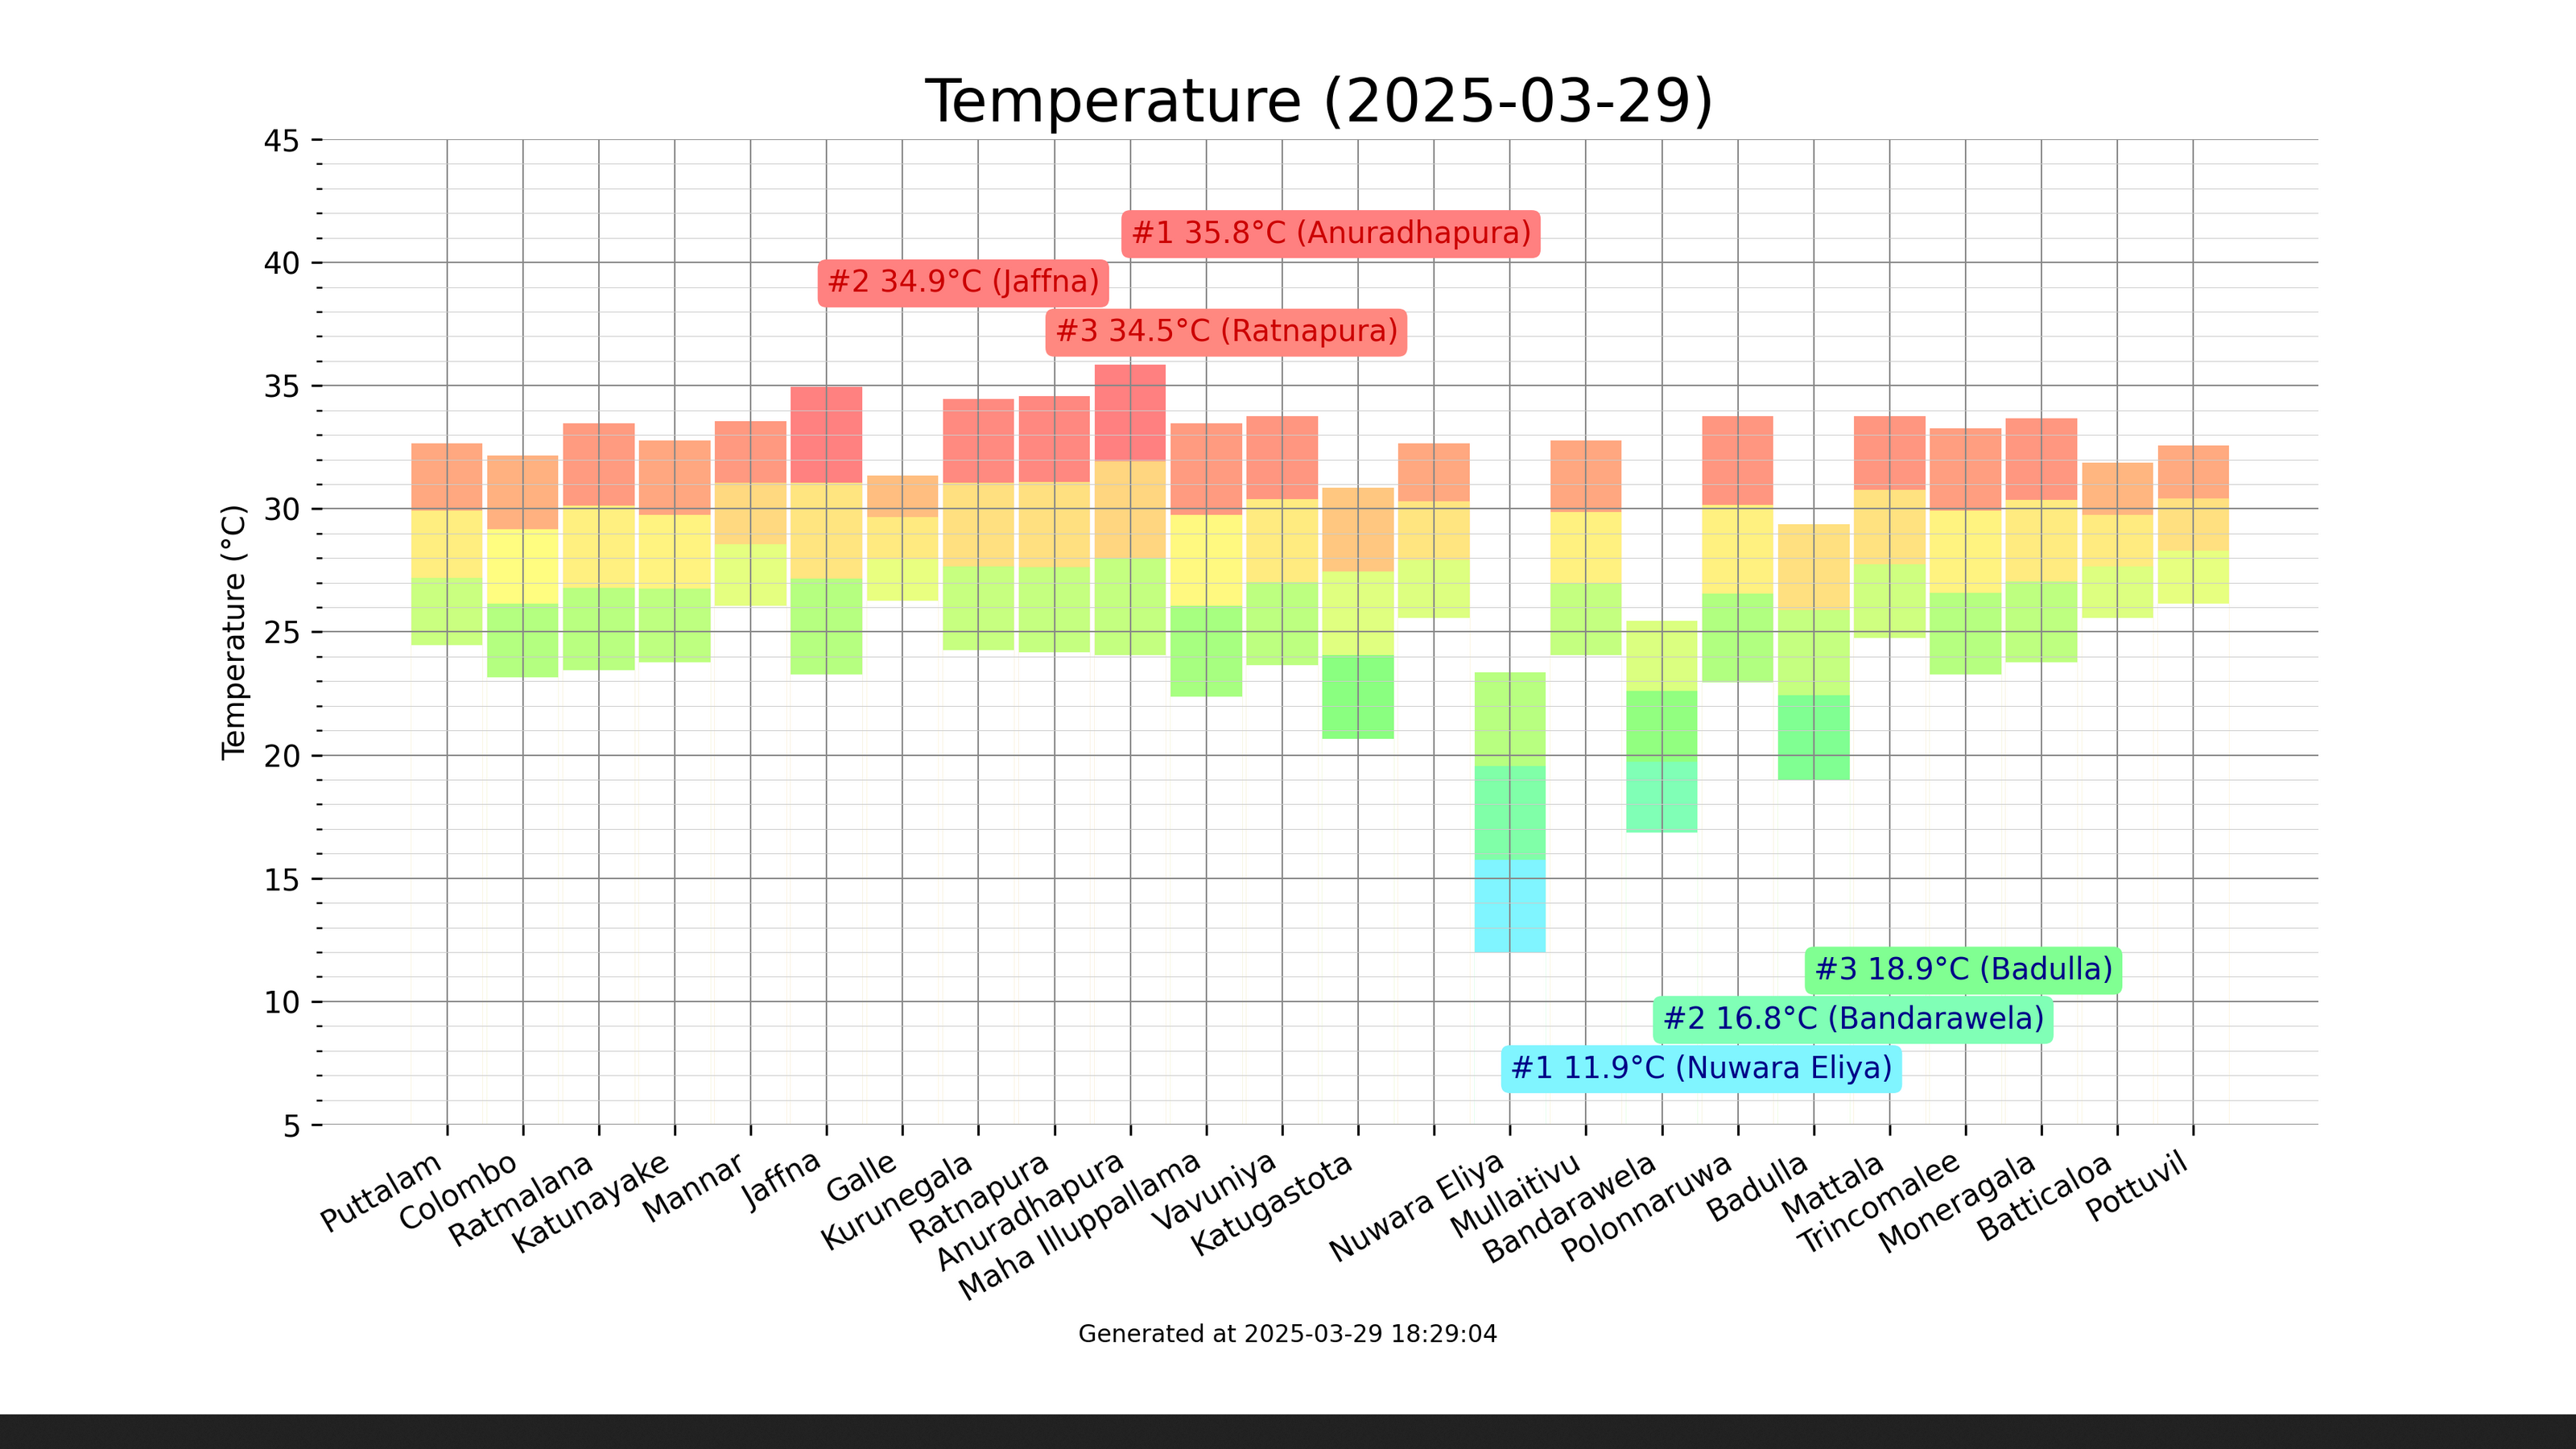 Temperature (2025-03-29)
45
40
35
30
25
20
15
10
5
Temperature (°C)
#1 35.8°C (Anuradhapura)
#2 34.9°C (Jaffna)
#3 34.5°C (Ratnapura)
#3 18.9°C (Badulla)
#2 16.8°C (Bandarawela)
#1 11.9°C (Nuwara Eliya)
Puttalam
Colombo
Ratmalana
Katunayake
Mannar
Jaffna
Galle
Kurunegala
Ratnapura
Anuradhapura
Maha Illuppallama
Vavuniya
Katugastota
Nuwara Eliya
Mullaitivu
Bandarawela
Polonnaruwa
Badulla
Mattala
Trincomalee
Moneragala
Batticaloa
Pottuvil
Generated at 2025-03-29 18:29:04